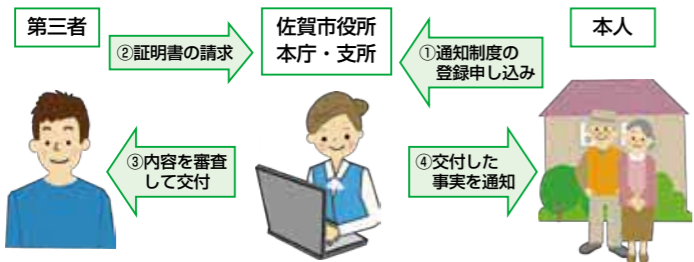 第三者
佐賀市役所
本庁・支所
本人
②証明書の請求
①通知制度の
登録申し込み
③内容を審査
して交付
④交付した
事実を通知